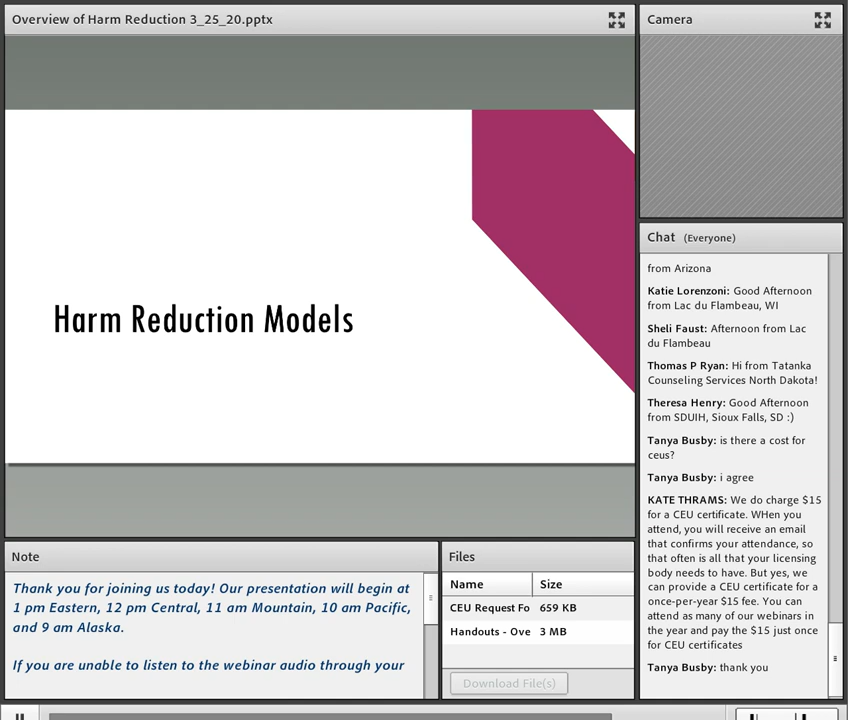 Overview of Harm Reduction 3_25_20.pptx
Harm Reduction Models
Camera
Chat (Everyone)
from Arizona
Katie Lorenzoni: Good Afternoon
from Lac du Flambeau, WI
Sheli Faust: Afternoon from Lac
du Flambeau
Thomas P Ryan: Hi from Tatanka
Counseling Services North Dakota!
Theresa Henry: Good Afternoon
from SDUIH, Sioux Falls, SD :)
Tanya Busby: is there a cost for
ceus?
Tanya Busby: i agree
KATE THRAMS: We do charge $15
for a CEU certificate. WHen you
attend, you will receive an email
that confirms your attendance, so
that often is all that your licensing
body needs to have. But yes, we
can provide a CEU certificate for a
once-per-year $15 fee. You can
attend as many of our webinars in
the year and pay the $15 just once
for CEU certificates
Tanya Busby: thank you
Note
Thank you for joining us today! Our presentation will begin at
1 pm Eastern, 12 pm Central, 11 am Mountain, 10 am Pacific,
and 9 am Alaska.
If you are unable to listen to the webinar audio through your
Files
Name Size
CEU Request Fo 659 KB
Handouts - Ove 3 MB
Download File(s)